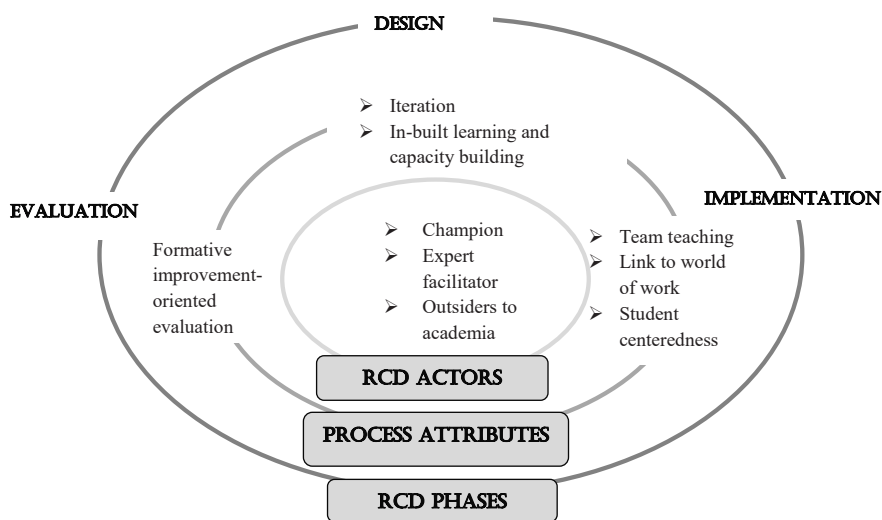 DESIGN
➢ Iteration
➢ In-built learning and
capacity building
EVALUATION
IMPLEMENTATION
Formative
improvement-
oriented
evaluation
➢ Champion
➢ Expert
facilitator
➢ Outsiders to
academia
➢ Team teaching
➢ Link to world
of work
➢ Student
centeredness
RCD ACTORS
PROCESS ATTRIBUTES
RCD PHASES